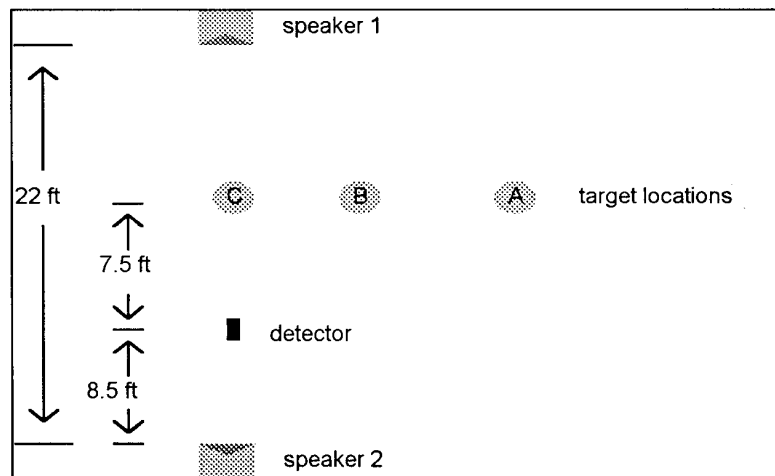 speaker 1
C B A target locations
22 ft
7.5 ft
detector
8.5 ft
speaker 2